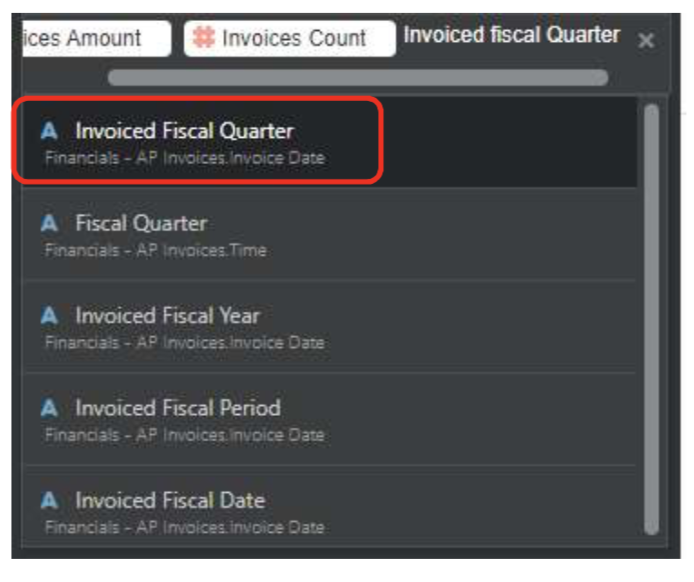 ices Amount # Invoices Count Invoiced fiscal Quarter ×
A Invoiced Fiscal Quarter
Financials - AP Invoices.Invoice Date
A Fiscal Quarter
Financials - AP Invoices.Time
A Invoiced Fiscal Year
Financials - AP Invoices.Invoice Date
A Invoiced Fiscal Period
Financials - AP Invoices.Invoice Date
A Invoiced Fiscal Date
Financials - AP Invoices.Invoice Date